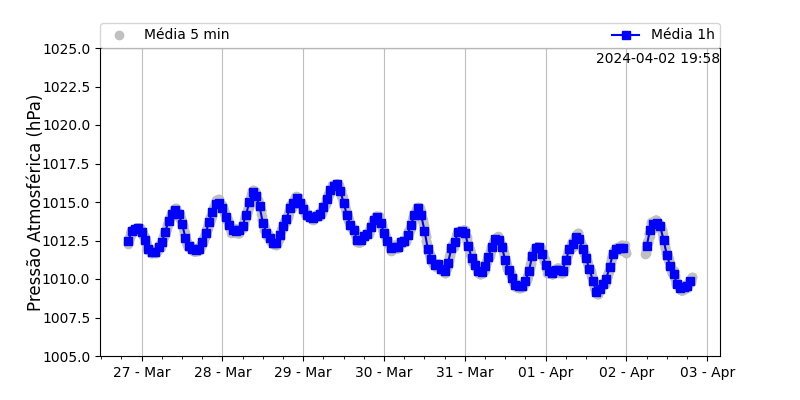 Média 5 min
Média 1h
2024-04-02 19:58
Pressão Atmosférica (hPa)
1025.0
1022.5
1020.0
1017.5
1015.0
1012.5
1010.0
1007.5
1005.0
27 - Mar
28 - Mar
29 - Mar
30 - Mar
31 - Mar
01 - Apr
02 - Apr
03 - Apr